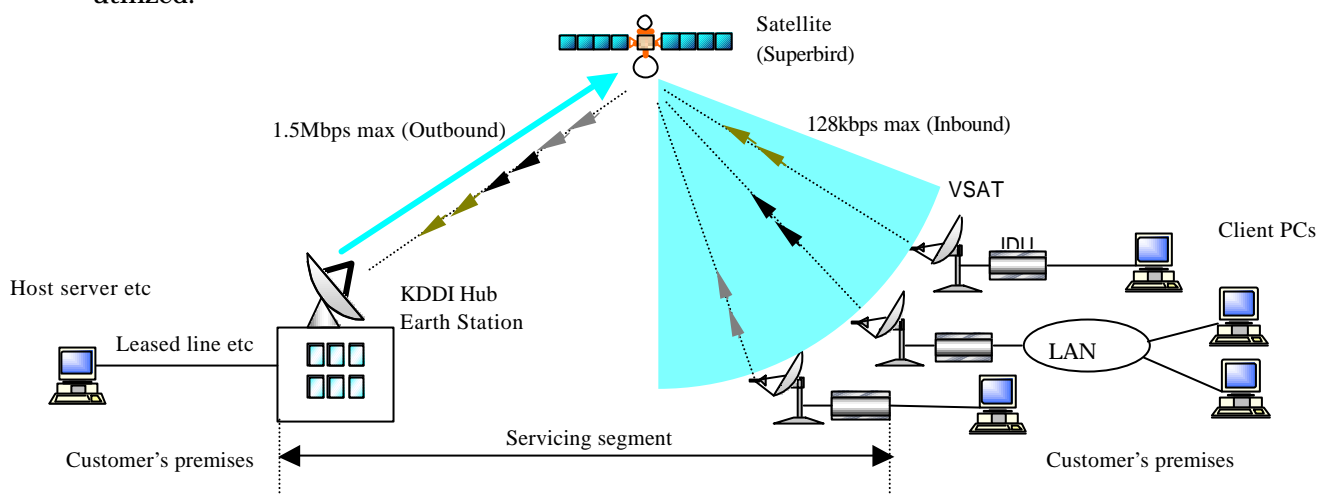 Satellite
(Superbird)
1.5Mbps max (Outbound)
128kbps max (Inbound)
VSAT
IDU
Client PCs
Host server etc
KDDI Hub
Earth Station
Leased line etc
LAN
Servicing segment
Customer's premises
Customer's premises